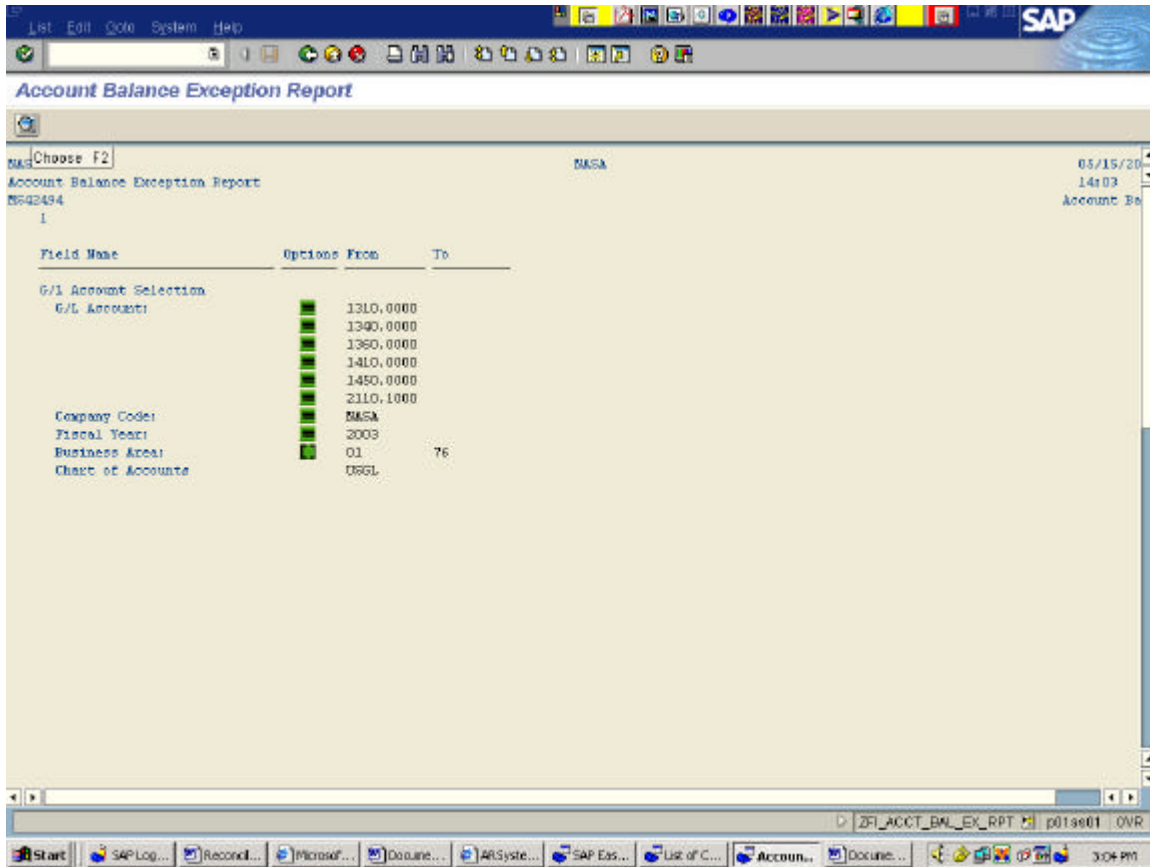 List Edit Goto System Help
SAP
Account Balance Exception Report
Choose F2
NASA 03/15/20
Account Balance Exception Report 14:03
Account Ba
1
Field Name Options From To
G/l Account Selection
G/L Account: 1310.0000
1340.0000
1360.0000
1410.0000
1450.0000
2110.1000
Company Code: NASA
Fiscal Year: 2003
Business Area: 01 76
Chart of Accounts USGL
ZFI_ACCT_BAL_EX_RPT p01as01 OVR
Start SAP Log... Reconcil... Microsof... Docume... ARSyste... SAP Eas... List of C... Accoun... Docume... 3:04 PM